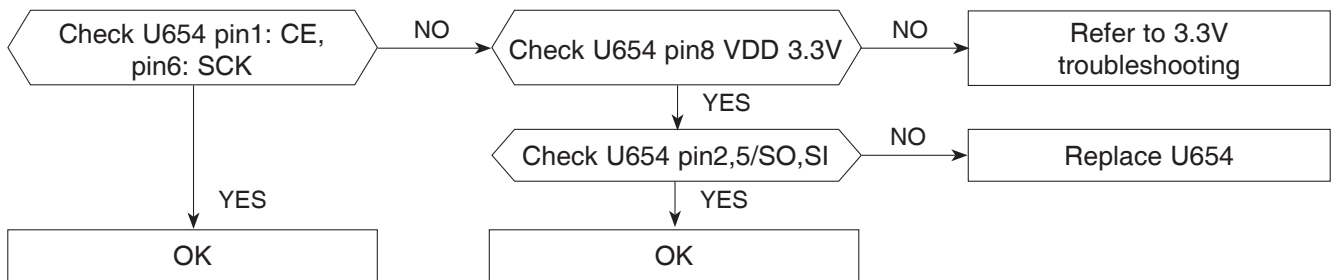 Check U654 pin1: CE,
pin6: SCK
NO
Check U654 pin8 VDD 3.3V
NO
Refer to 3.3V
troubleshooting
YES
Check U654 pin2,5/SO,SI
NO
Replace U654
YES
YES
OK
OK